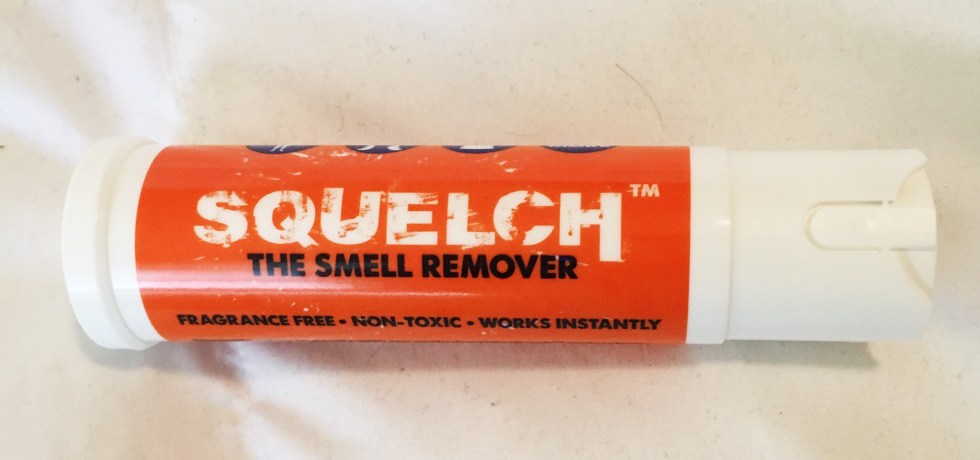 SQUELCH™
THE SMELL REMOVER
FRAGRANCE FREE • NON-TOXIC • WORKS INSTANTLY